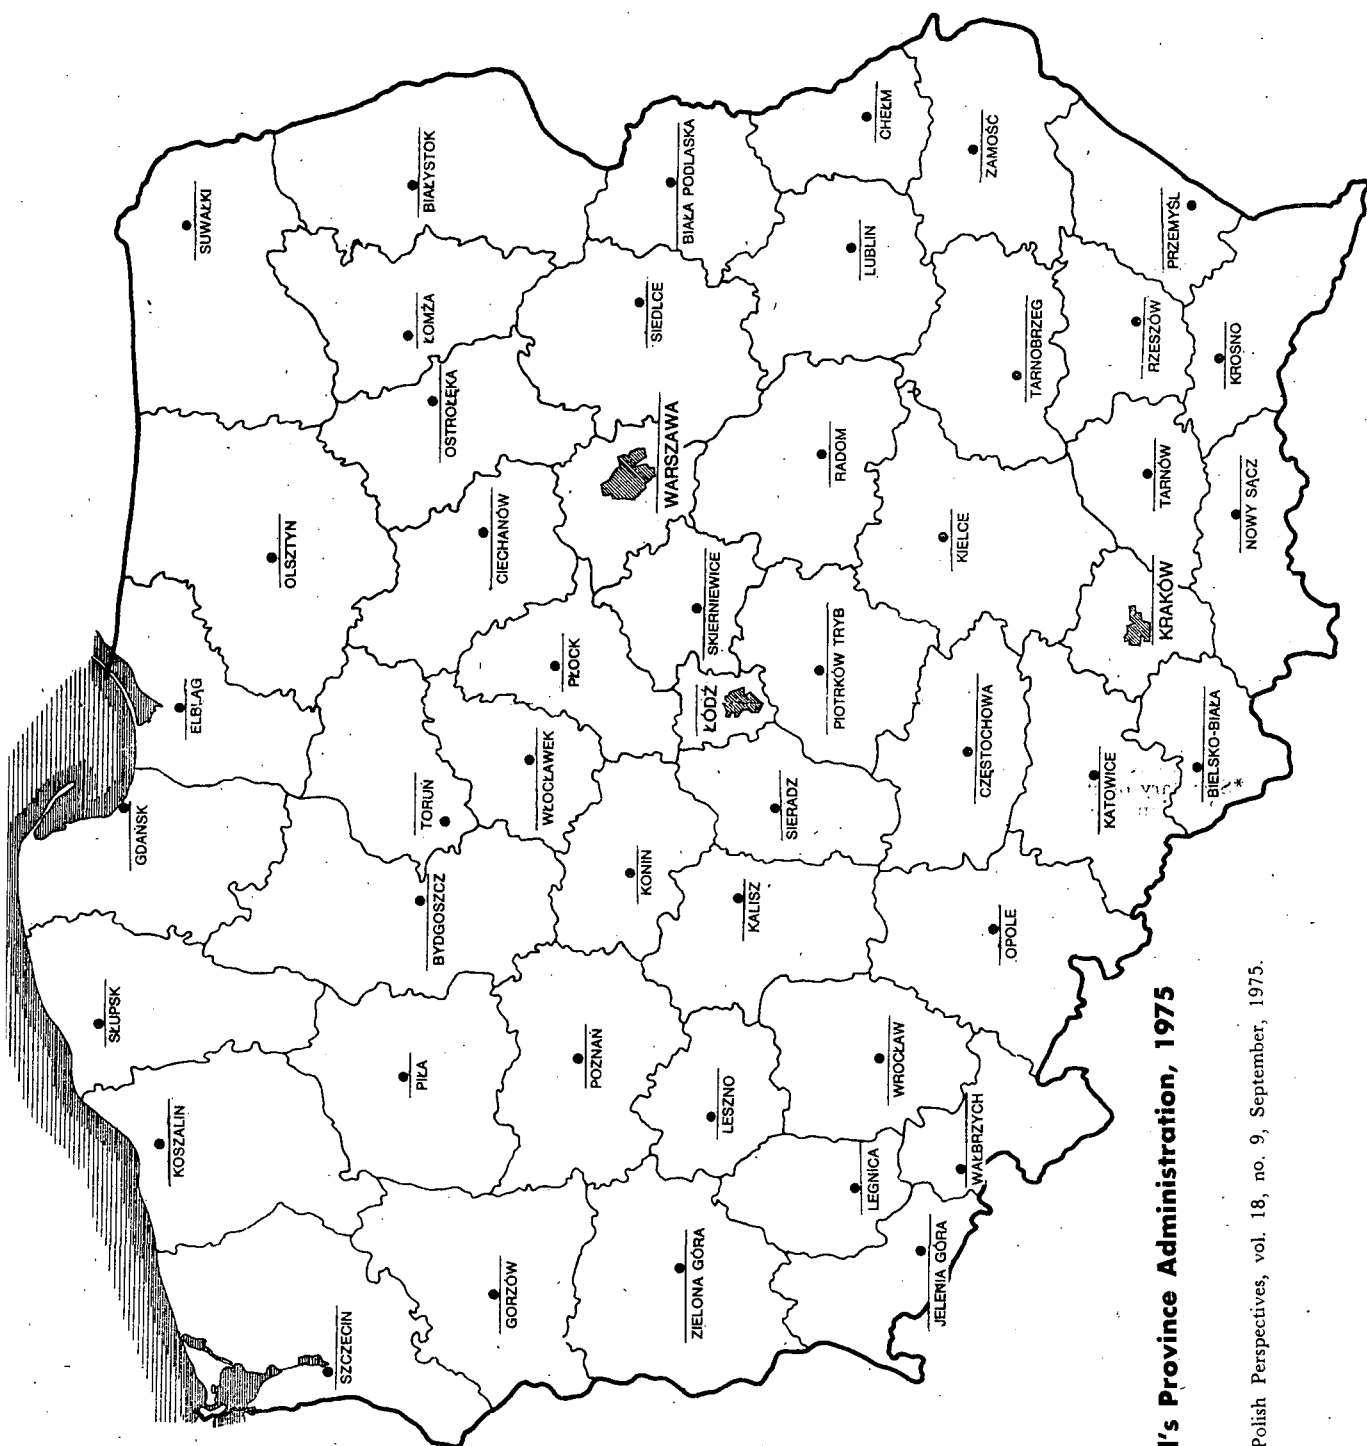 SŁUPSK
GDAŃSK
KOSZALIN
ELBLĄG
SUWAŁKI
OLSZTYN
SZCZECIN
PIŁA
BYDGOSZCZ
TORUŃ
ŁOMŻA
BIAŁYSTOK
OSTROŁĘKA
CIECHANÓW
GORZÓW
WŁOCŁAWEK
PŁOCK
POZNAŃ
KONIN
SIEDLCE
WARSZAWA
BIAŁA PODLASKA
ZIELONA GÓRA
LESZNO
ŁÓDŹ
SKIERNIEWICE
KALISZ
SIERADZ
PIOTRKÓW TRYB
RADOM
LUBLIN
CHEŁM
LEGNICA
WROCŁAW
JELENIA GÓRA
WAŁBRZYCH
CZĘSTOCHOWA
KIELCE
ZAMOŚĆ
OPOLE
TARNOBRZEG
KATOWICE
KRAKÓW
TARNÓW
RZESZÓW
PRZEMYŚL
BIELSKO-BIAŁA
NOWY SĄCZ
KROSNO
's Province Administration, 1975
Polish Perspectives, vol. 18, no. 9, September, 1975.